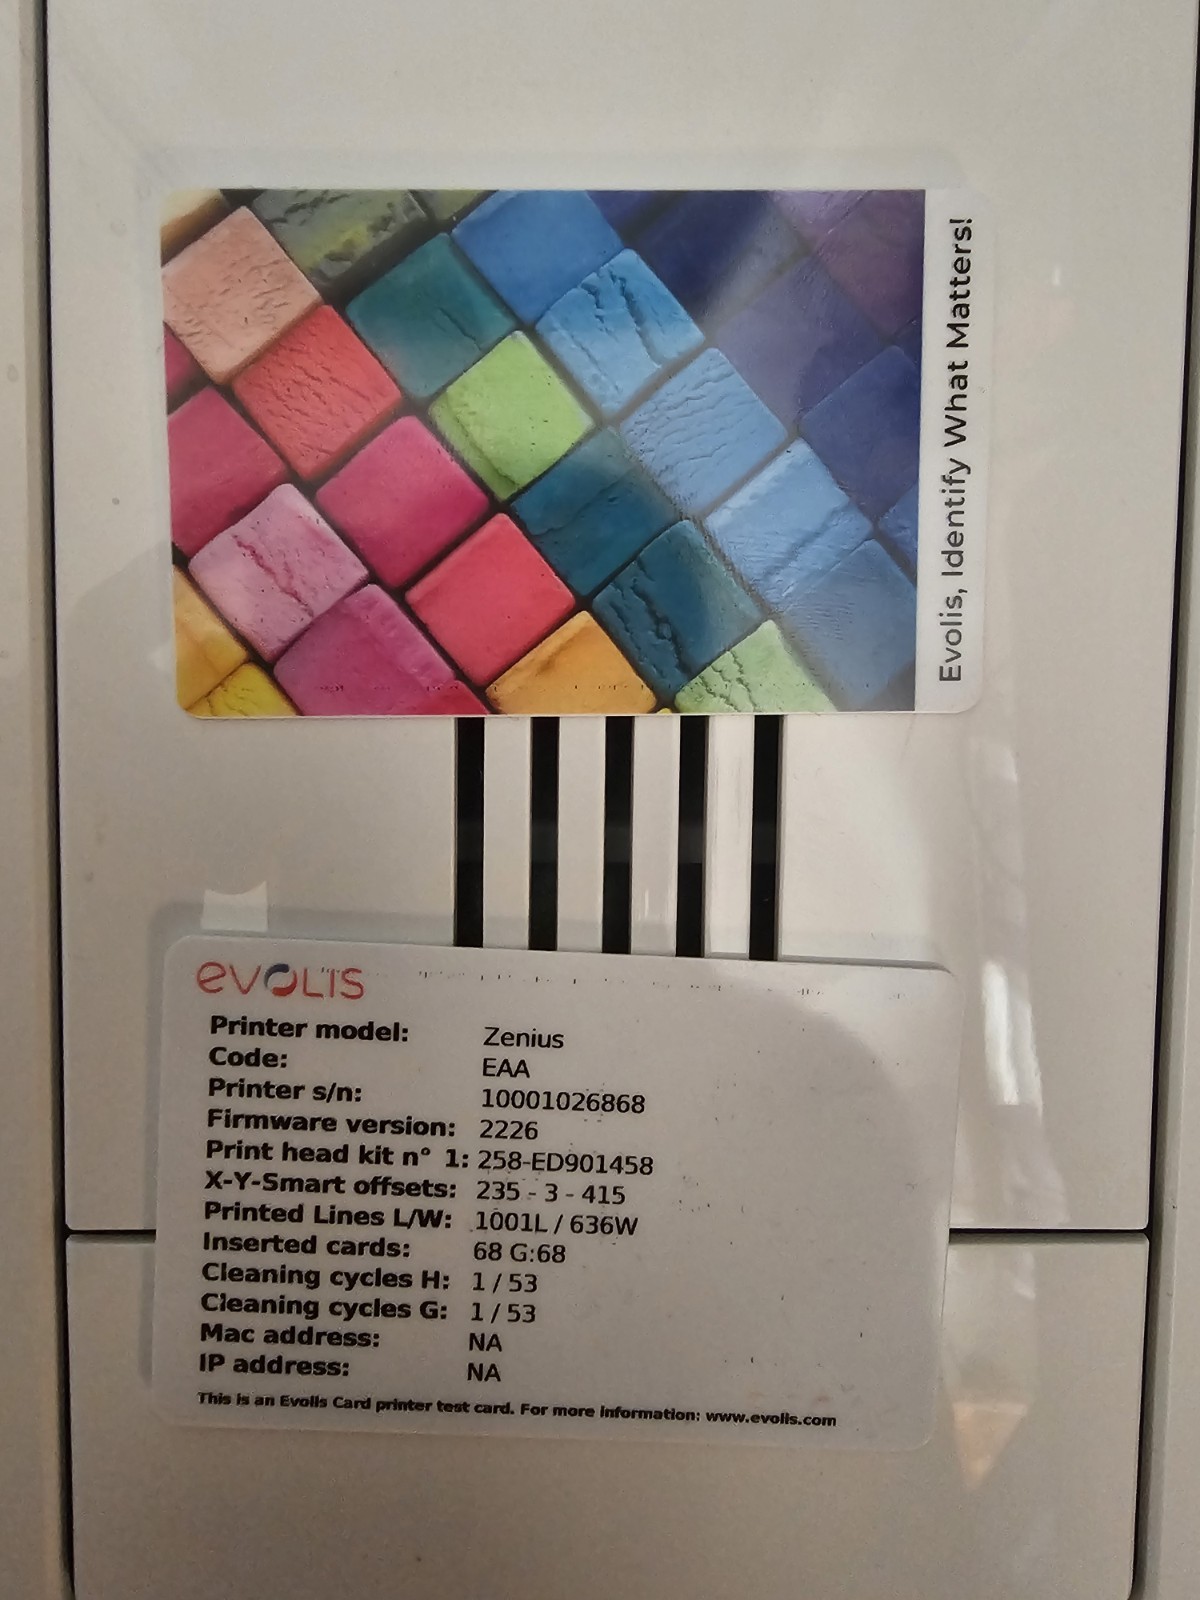 Evolis, Identify What Matters!
evolis
Printer model: Zenius
Code: EAA
Printer s/n: 10001026868
Firmware version: 2226
Print head kit n° 1: 258-ED901458
X-Y-Smart offsets: 235 - 3 - 415
Printed Lines L/W: 1001L / 636W
Inserted cards: 68 G:68
Cleaning cycles H: 1 / 53
Cleaning cycles G: 1 / 53
Mac address: NA
IP address: NA
This is an Evolis Card printer test card. For more information: www.evolis.com